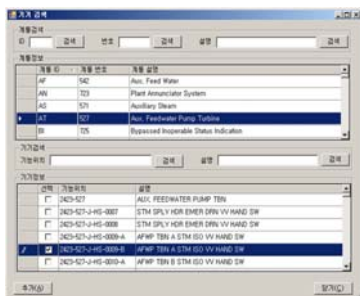 기기 검색
계통검색
ID 검색 번호 검색 설명 검색
계통정보
계통 ID 계통 번호 계통 설명
AF 542 Aux. Feed Water
AN 723 Plant Annunciator System
AS 571 Auxiliary Steam
AT 527 Aux. Feedwater Pump Turbine
BI 725 Bypassed Inoperable Status Indication
기기검색
기능위치 검색 설명 검색
기기정보
선택 기능위치 설명
2423-527 AUX. FEEDWATER PUMP TBN
2423-527-J-HS-0007 STM SPLY HDR EMER DRN VV HAND SW
2423-527-J-HS-0008 STM SPLY HDR EMER DRN VV HAND SW
2423-527-J-HS-0009-A AFWP TBN A STM ISO VV HAND SW
2423-527-J-HS-0009-B AFWP TBN A STM ISO VV HAND SW
2423-527-J-HS-0010-A AFWP TBN B STM ISO VV HAND SW
추가(A) 닫기(C)